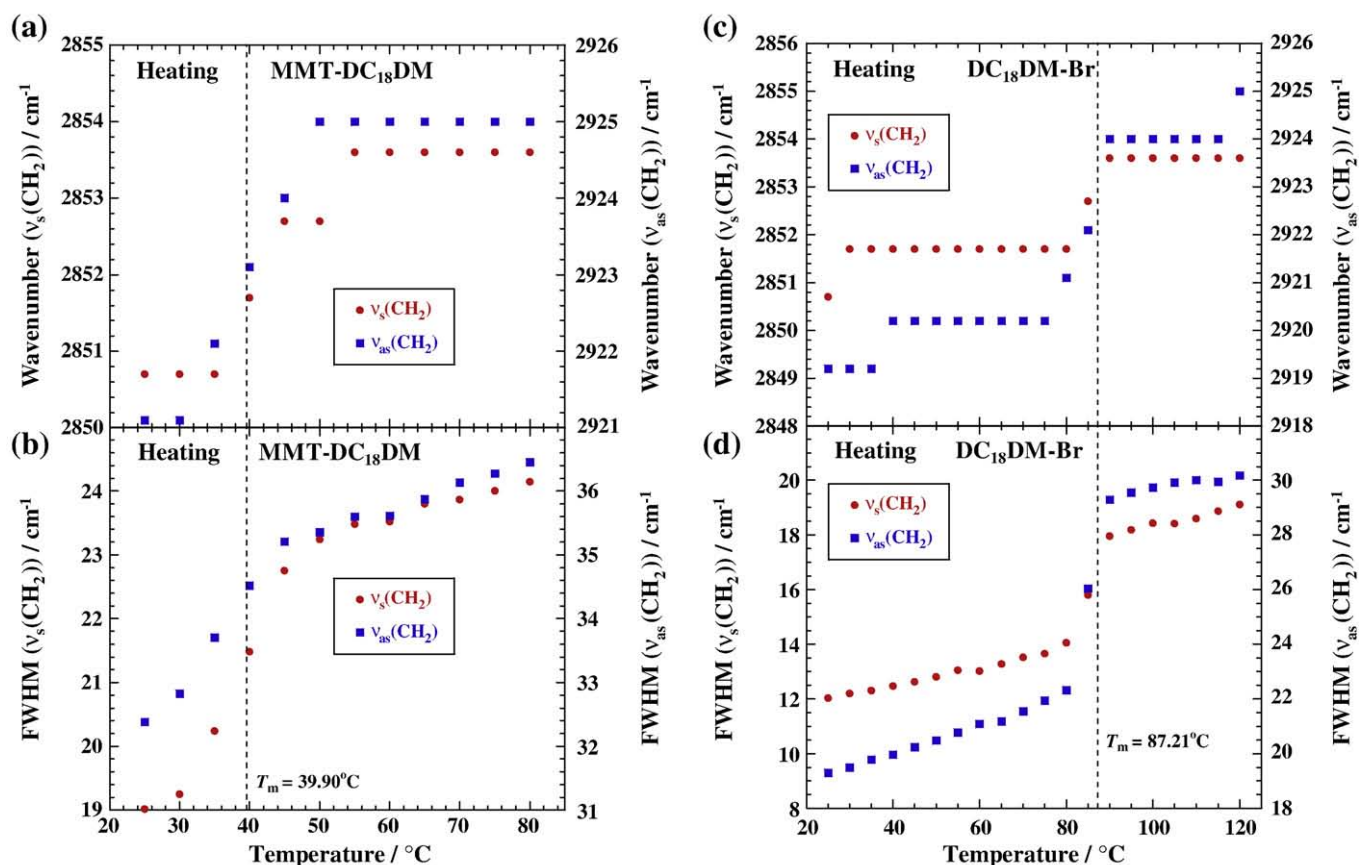 (a)
Wavenumber (νs(CH2)) / cm-1
2855
2854
2853
2852
2851
2850
Heating
MMT-DC18DM
νs(CH2)
νas(CH2)
2926
2925
2924
2923
2922
2921
Wavenumber (νas(CH2)) / cm-1
(b)
FWHM (νs(CH2)) / cm-1
24
23
22
21
20
19
Heating
MMT-DC18DM
νs(CH2)
νas(CH2)
Tm = 39.90°C
36
35
34
33
32
31
FWHM (νas(CH2)) / cm-1
20 30 40 50 60 70 80
Temperature / °C
(c)
Wavenumber (νs(CH2)) / cm-1
2856
2855
2854
2853
2852
2851
2850
2849
2848
Heating
DC18DM-Br
νs(CH2)
νas(CH2)
2926
2925
2924
2923
2922
2921
2920
2919
2918
Wavenumber (νas(CH2)) / cm-1
(d)
FWHM (νs(CH2)) / cm-1
20
18
16
14
12
10
8
Heating
DC18DM-Br
νs(CH2)
νas(CH2)
Tm = 87.21°C
30
28
26
24
22
20
18
FWHM (νas(CH2)) / cm-1
20 40 60 80 100 120
Temperature / °C